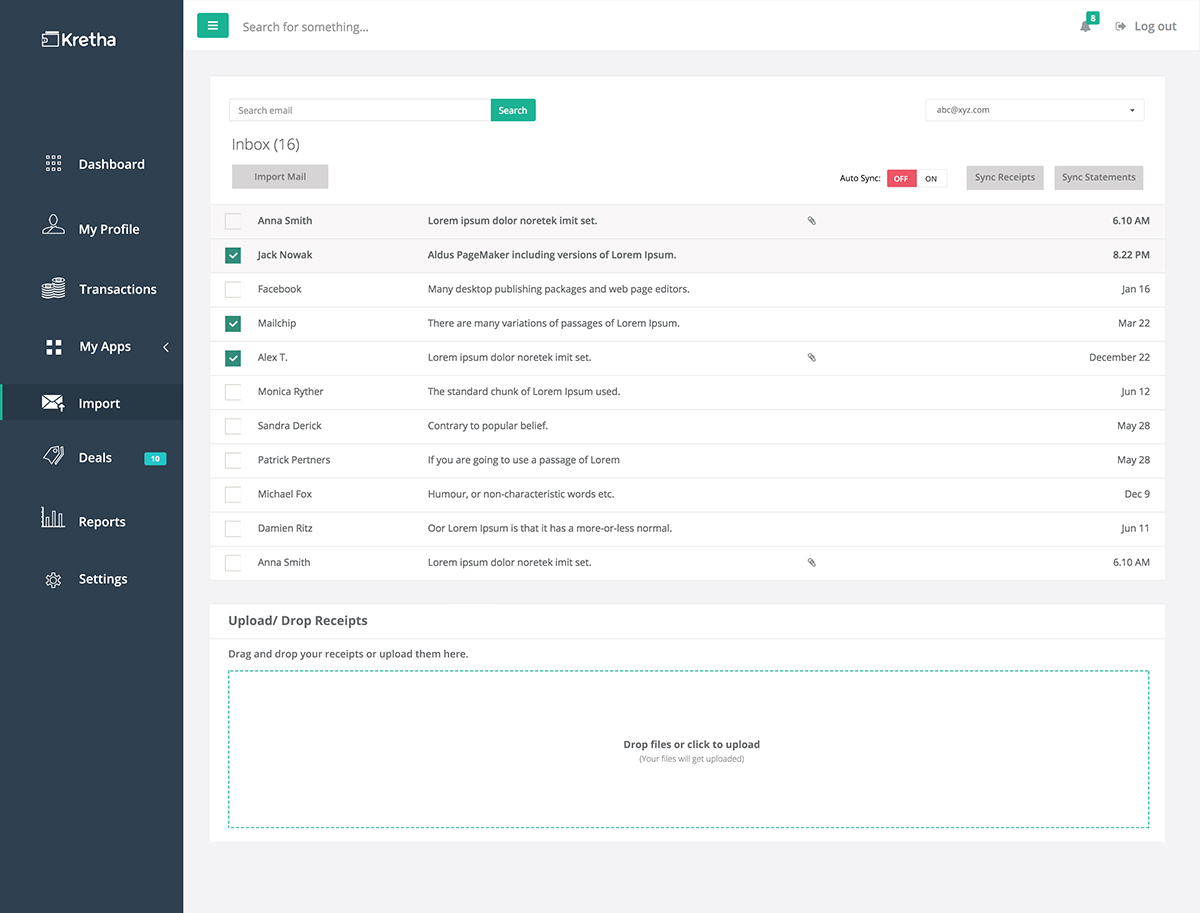 Kretha
Search for something...
8
Log out
Dashboard
My Profile
Transactions
My Apps
Import
Deals 10
Reports
Settings
Search email Search
abc@xyz.com
Inbox (16)
Import Mail
Auto Sync: OFF ON Sync Receipts Sync Statements
Anna Smith Lorem ipsum dolor noretek imit set. 6.10 AM
Jack Nowak Aldus PageMaker including versions of Lorem Ipsum. 8.22 PM
Facebook Many desktop publishing packages and web page editors. Jan 16
Mailchip There are many variations of passages of Lorem Ipsum. Mar 22
Alex T. Lorem ipsum dolor noretek imit set. December 22
Monica Ryther The standard chunk of Lorem Ipsum used. Jun 12
Sandra Derick Contrary to popular belief. May 28
Patrick Pertners If you are going to use a passage of Lorem May 28
Michael Fox Humour, or non-characteristic words etc. Dec 9
Damien Ritz Oor Lorem Ipsum is that it has a more-or-less normal. Jun 11
Anna Smith Lorem ipsum dolor noretek imit set. 6.10 AM
Upload/ Drop Receipts
Drag and drop your receipts or upload them here.
Drop files or click to upload
(Your files will get uploaded)